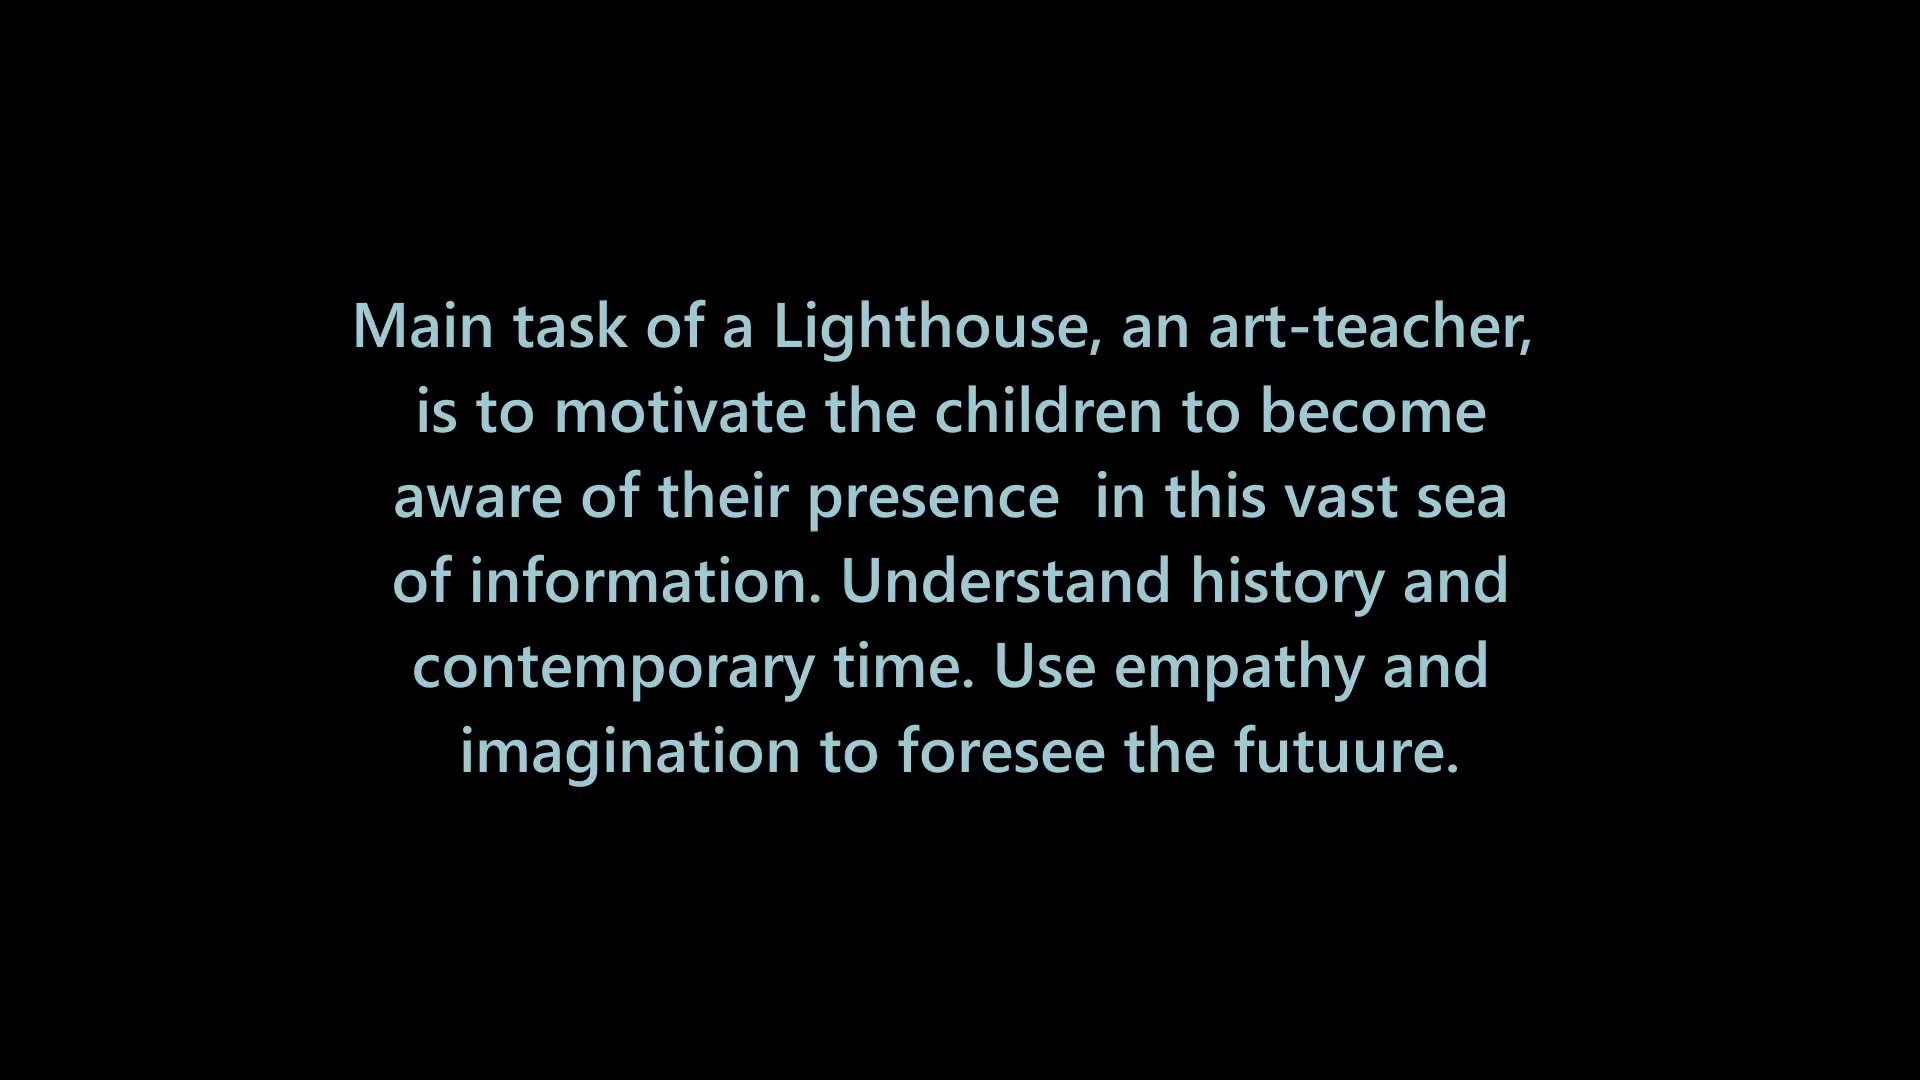 Main task of a Lighthouse, an art-teacher,
is to motivate the children to become
aware of their presence  in this vast sea
of information. Understand history and
contemporary time. Use empathy and
imagination to foresee the futuure.